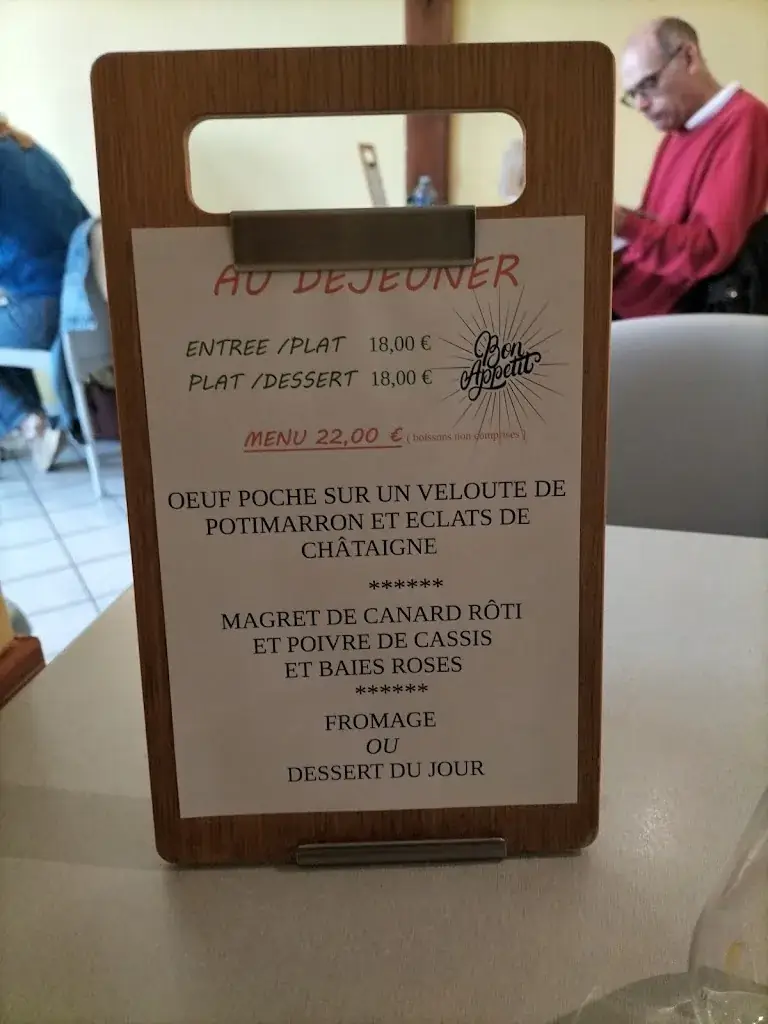 AU DEJEUNER
ENTREE /PLAT 18,00 €
PLAT /DESSERT 18,00 €
Bon
Appétit
MENU 22,00 € ( boissons non comprises )
OEUF POCHE SUR UN VELOUTE DE
POTIMARRON ET ECLATS DE
CHÂTAIGNE
******
MAGRET DE CANARD RÔTI
ET POIVRE DE CASSIS
ET BAIES ROSES
******
FROMAGE
OU
DESSERT DU JOUR